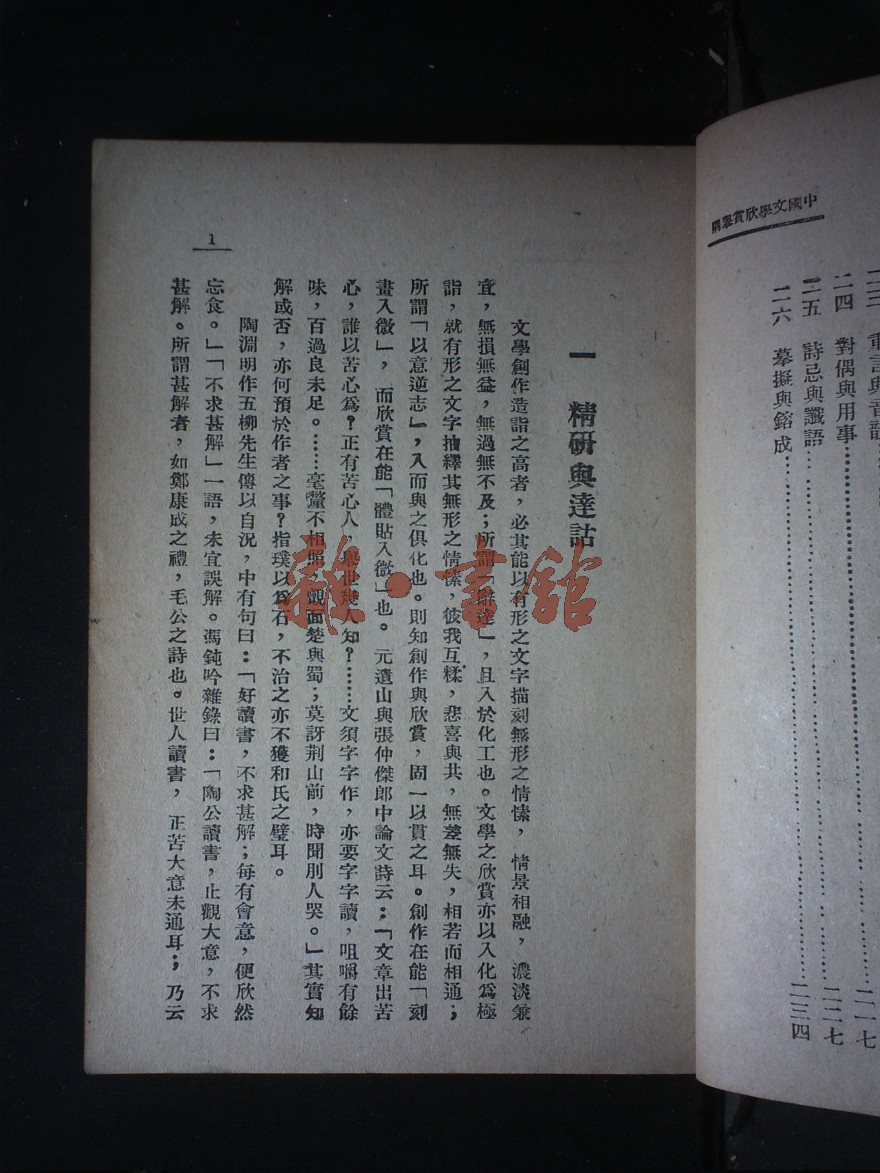 中國文學欣賞擧隅
二四 對偶與用事
二五 詩忌與讖語 二二七
二六 摹擬與鎔成 二三四
一 精硏與達詁
文學創作造詣之高者，必其能以有形之文字描刻無形之情愫，情景相融，濃淡兼
宜，無損無益，無過無不及；所謂「辭達」，且入於化工也。文學之欣賞亦以入化爲極
詣，就有形之文字抽繹其無形之情愫，彼我互糅，悲喜與共，無差無失，相若而相通；
所謂「以意逆志」，入而與之俱化也。則知創作與欣賞，固一以貫之耳。創作在能「刻
畫入微」，而欣賞在能「體貼入微」也。元遺山與張仲傑郎中論文詩云：「文章出苦
心，誰以苦心爲？正有苦心人，擧世幾人知？……文須字字作，亦要字字讀，咀嚼有餘
味，百過良未足。……毫釐不相照，覿面楚與蜀；莫訝荆山前，時聞刖人哭。」其實知
解或否，亦何預於作者之事？指璞以爲石，不治之亦不獲和氏之璧耳。
陶淵明作五柳先生傳以自況，中有句曰：「好讀書，不求甚解；每有會意，便欣然
忘食。」「不求甚解」一語，未宜誤解。馮鈍吟雜錄曰：「陶公讀書，止觀大意，不求
甚解。所謂甚解者，如鄭康成之禮，毛公之詩也。世人讀書，正苦大意未通耳；乃云
1
雜·書館